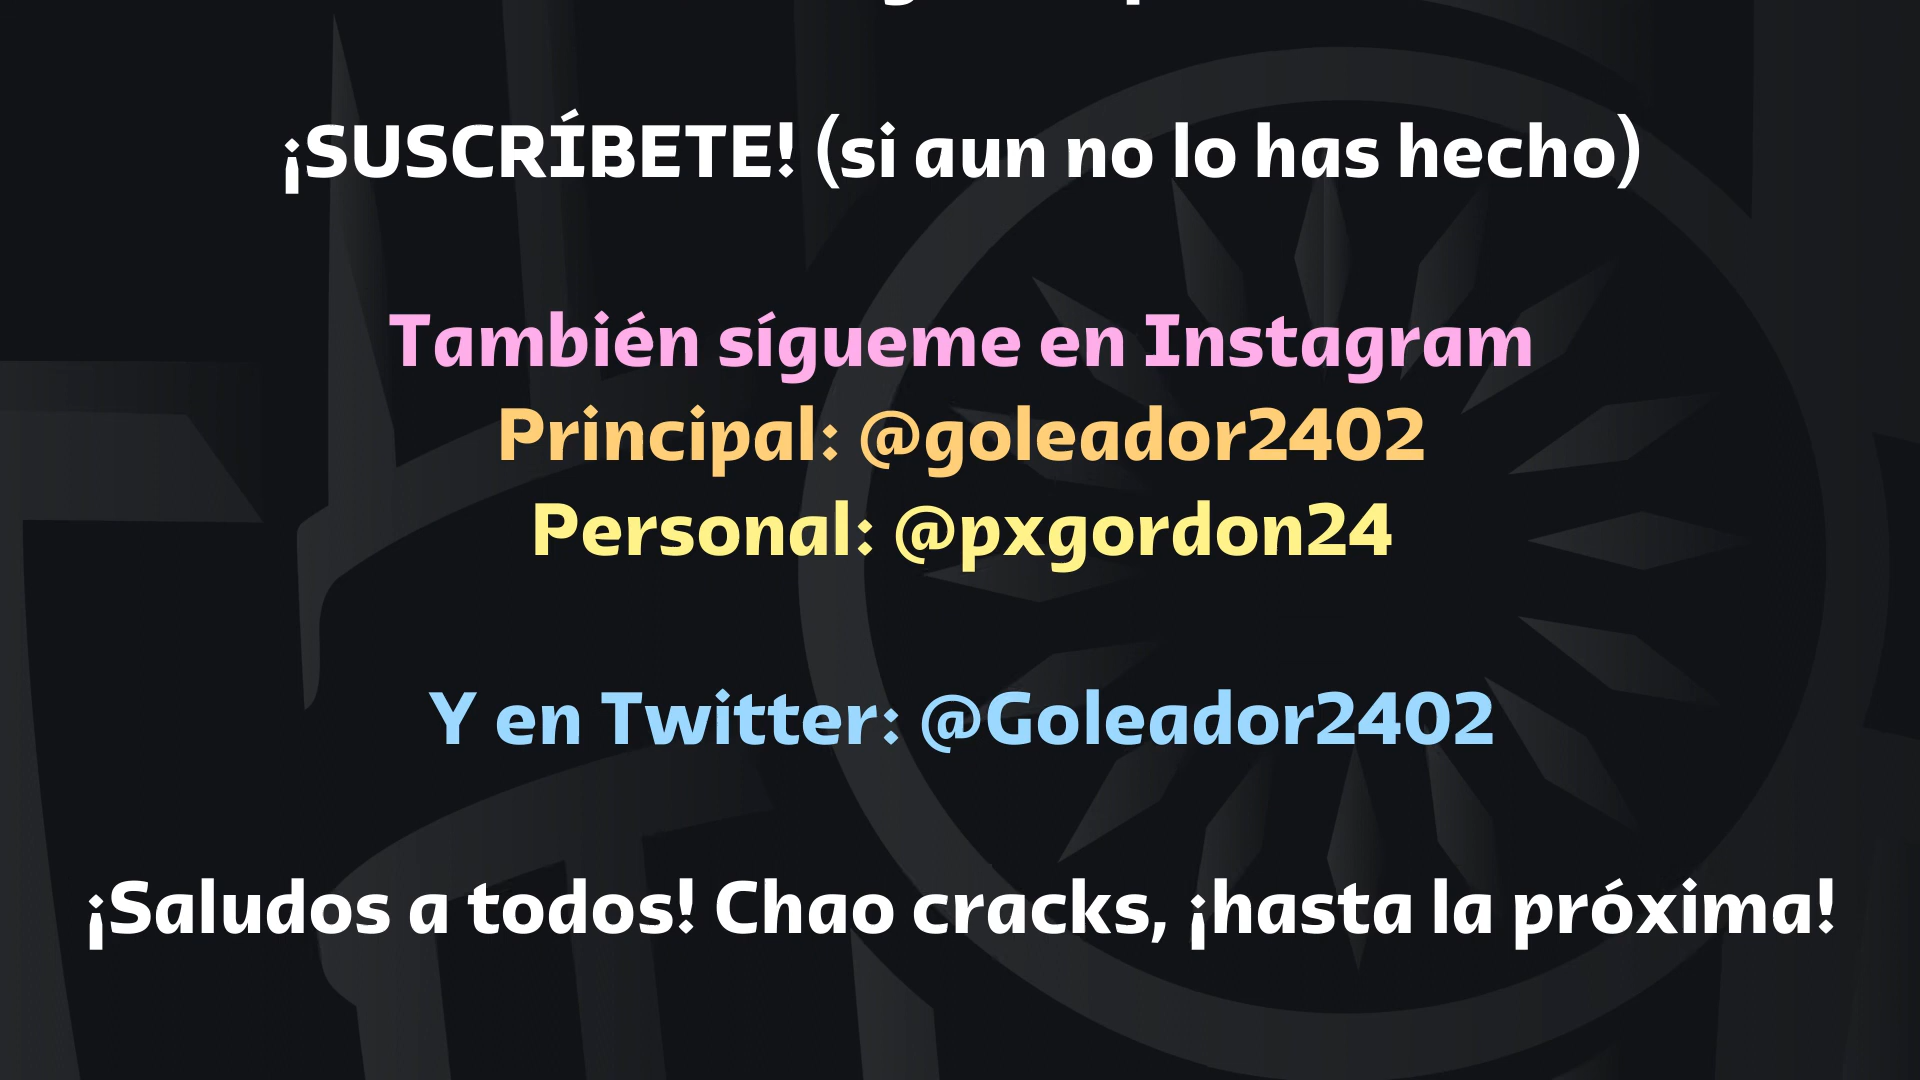 ¡SUSCRÍBETE! (si aun no lo has hecho)
También sígueme en Instagram
Principal: @goleador2402
Personal: @pxgordon24
Y en Twitter: @Goleador2402
¡Saludos a todos! Chao cracks, ¡hasta la próxima!